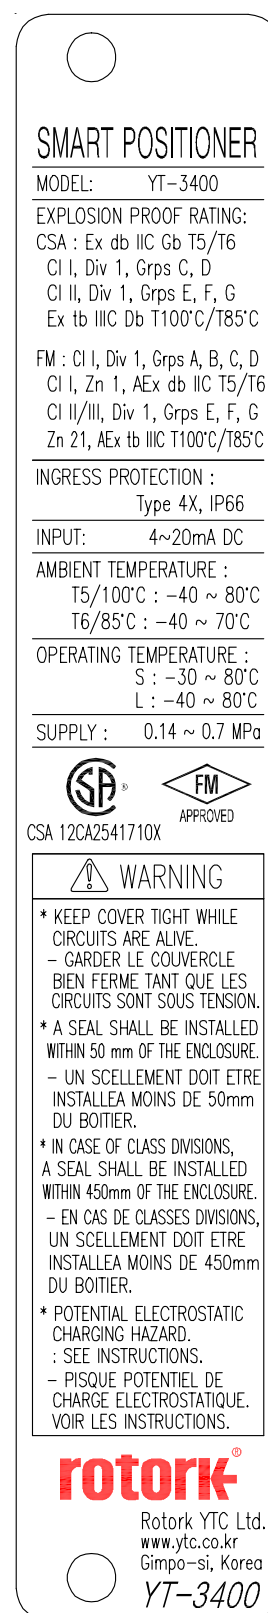 SMART POSITIONER
MODEL: YT-3400
EXPLOSION PROOF RATING:
CSA : Ex db IIC Gb T5/T6
Cl I, Div 1, Grps C, D
Cl II, Div 1, Grps E, F, G
Ex tb IIIC Db T100°C/T85°C
FM : Cl I, Div 1, Grps A, B, C, D
Cl I, Zn 1, AEx db IIC T5/T6
Cl II/III, Div 1, Grps E, F, G
Zn 21, AEx tb IIIC T100°C/T85°C
INGRESS PROTECTION :
Type 4X, IP66
INPUT: 4~20mA DC
AMBIENT TEMPERATURE :
T5/100°C : -40 ~ 80°C
T6/85°C : -40 ~ 70°C
OPERATING TEMPERATURE :
S : -30 ~ 80°C
L : -40 ~ 80°C
SUPPLY : 0.14 ~ 0.7 MPa
SA ® FM
APPROVED
CSA 12CA2541710X
WARNING
* KEEP COVER TIGHT WHILE
CIRCUITS ARE ALIVE.
- GARDER LE COUVERCLE
BIEN FERME TANT QUE LES
CIRCUITS SONT SOUS TENSION.
* A SEAL SHALL BE INSTALLED
WITHIN 50 mm OF THE ENCLOSURE.
- UN SCELLEMENT DOIT ETRE
INSTALLEA MOINS DE 50mm
DU BOITIER.
* IN CASE OF CLASS DIVISIONS,
A SEAL SHALL BE INSTALLED
WITHIN 450mm OF THE ENCLOSURE.
- EN CAS DE CLASSES DIVISIONS,
UN SCELLEMENT DOIT ETRE
INSTALLEA MOINS DE 450mm
DU BOITIER.
* POTENTIAL ELECTROSTATIC
CHARGING HAZARD.
: SEE INSTRUCTIONS.
- PISQUE POTENTIEL DE
CHARGE ELECTROSTATIQUE.
VOIR LES INSTRUCTIONS.
rotork®
Rotork YTC Ltd.
www.ytc.co.kr
Gimpo-si, Korea
YT-3400